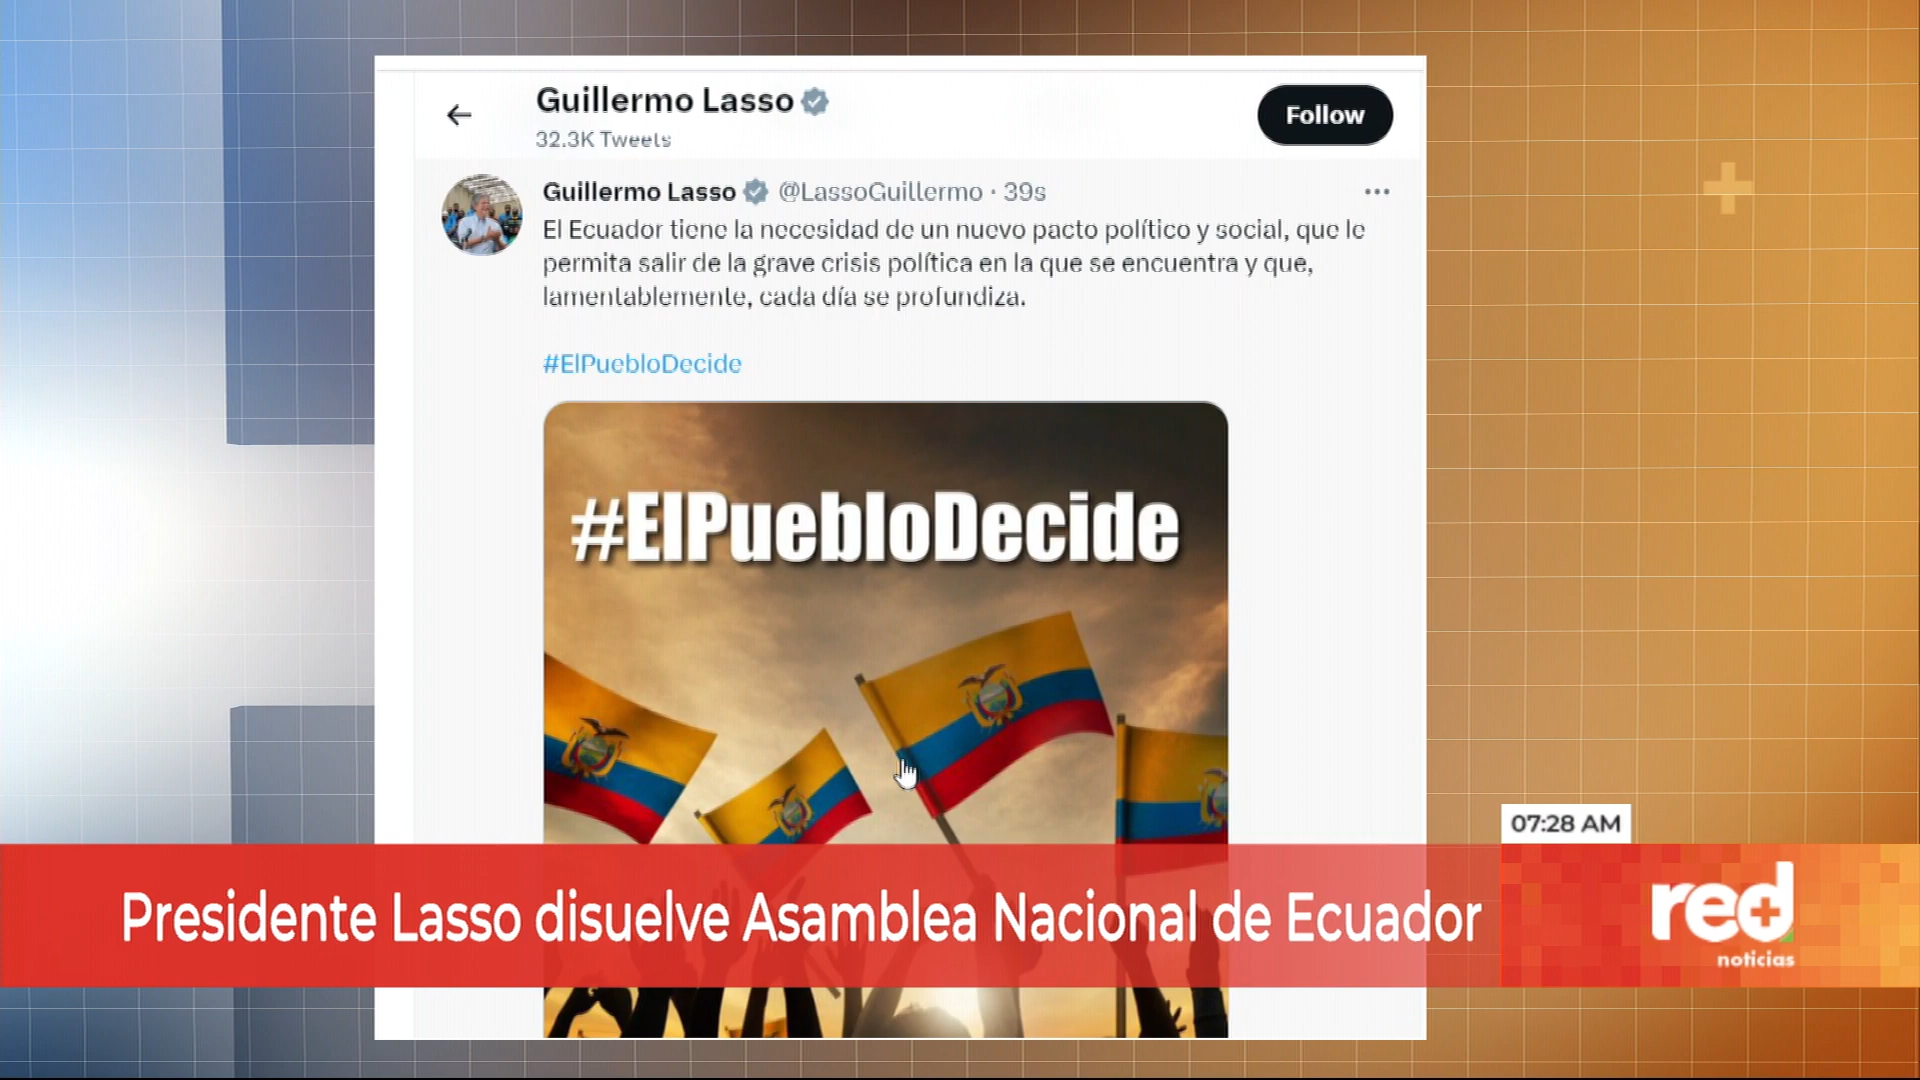 Guillermo Lasso
32.3K Tweets
Follow
Guillermo Lasso @LassoGuillermo · 39s
El Ecuador tiene la necesidad de un nuevo pacto político y social, que le
permita salir de la grave crisis política en la que se encuentra y que,
lamentablemente, cada día se profundiza.
#ElPuebloDecide
#ElPuebloDecide
07:28 AM
Presidente Lasso disuelve Asamblea Nacional de Ecuador
red+
noticias